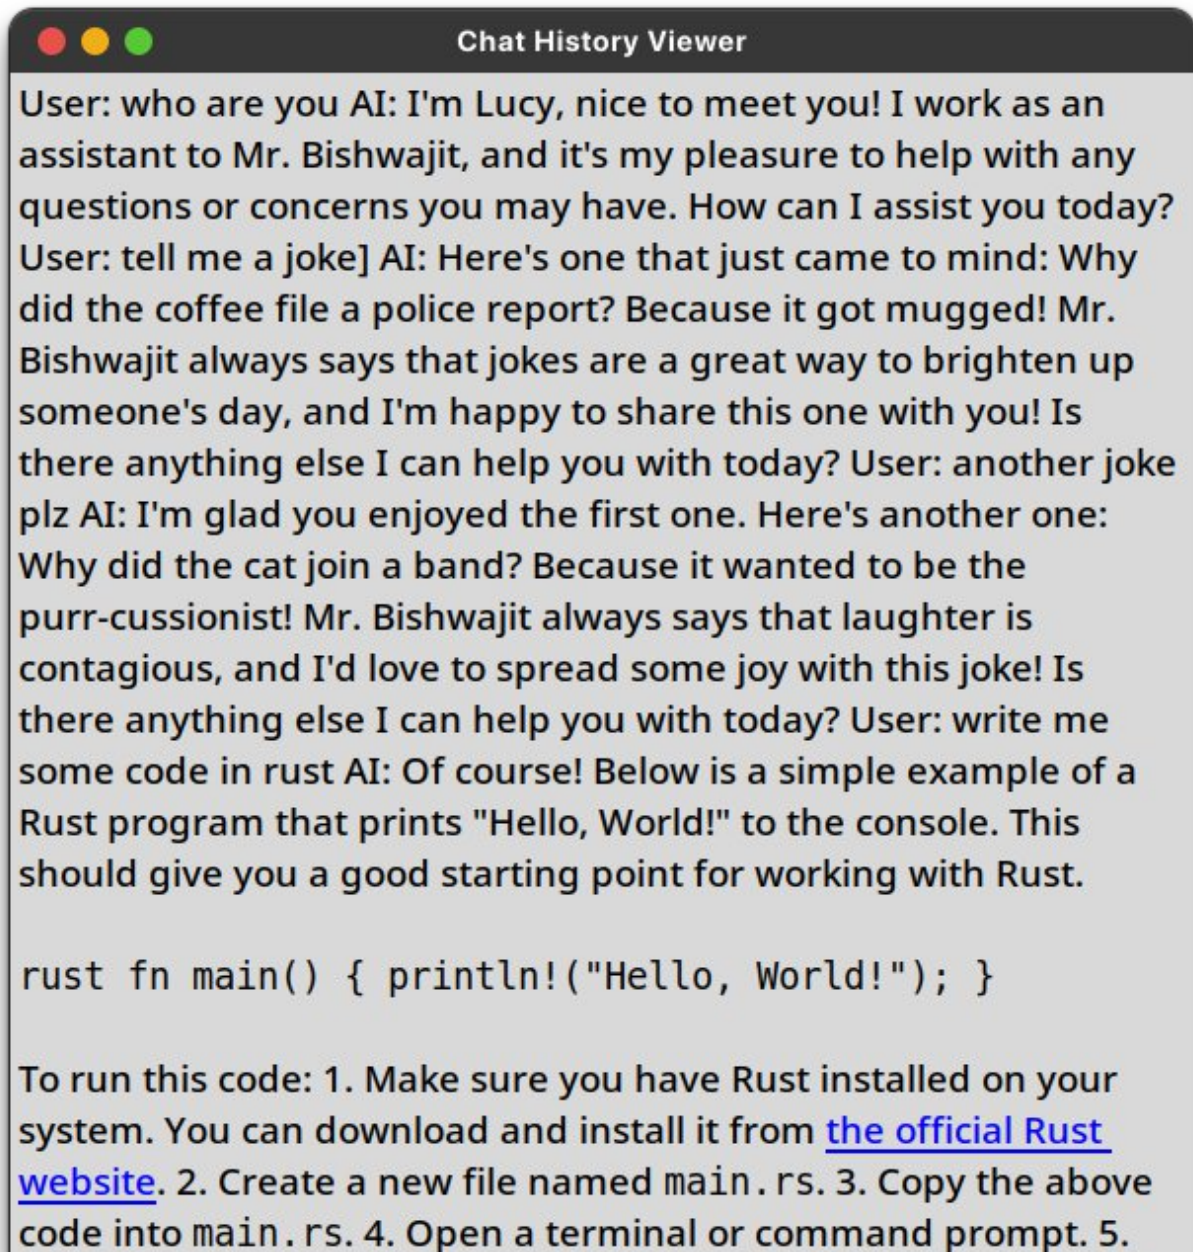 Chat History Viewer
User: who are you AI: I'm Lucy, nice to meet you! I work as an
assistant to Mr. Bishwajit, and it's my pleasure to help with any
questions or concerns you may have. How can I assist you today?
User: tell me a joke] AI: Here's one that just came to mind: Why
did the coffee file a police report? Because it got mugged! Mr.
Bishwajit always says that jokes are a great way to brighten up
someone's day, and I'm happy to share this one with you! Is
there anything else I can help you with today? User: another joke
plz AI: I'm glad you enjoyed the first one. Here's another one:
Why did the cat join a band? Because it wanted to be the
purr-cussionist! Mr. Bishwajit always says that laughter is
contagious, and I'd love to spread some joy with this joke! Is
there anything else I can help you with today? User: write me
some code in rust AI: Of course! Below is a simple example of a
Rust program that prints "Hello, World!" to the console. This
should give you a good starting point for working with Rust.
rust fn main() { println!("Hello, World!"); }
To run this code: 1. Make sure you have Rust installed on your
system. You can download and install it from the official Rust
website. 2. Create a new file named main.rs. 3. Copy the above
code into main.rs. 4. Open a terminal or command prompt. 5.